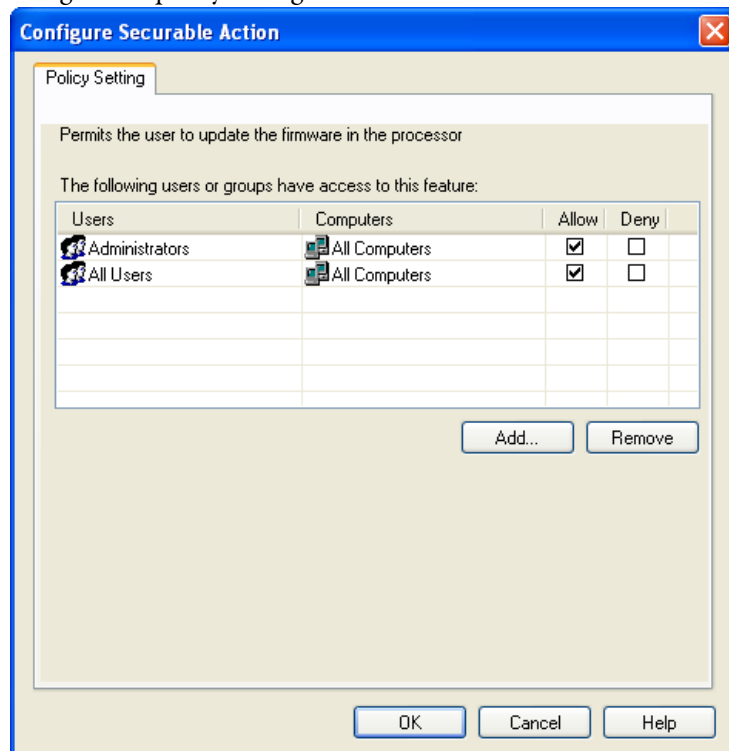 Configure Securable Action
Policy Setting
Permits the user to update the firmware in the processor
The following users or groups have access to this feature:
Users Computers Allow Deny
Administrators All Computers
All Users All Computers
Add... Remove
OK Cancel Help